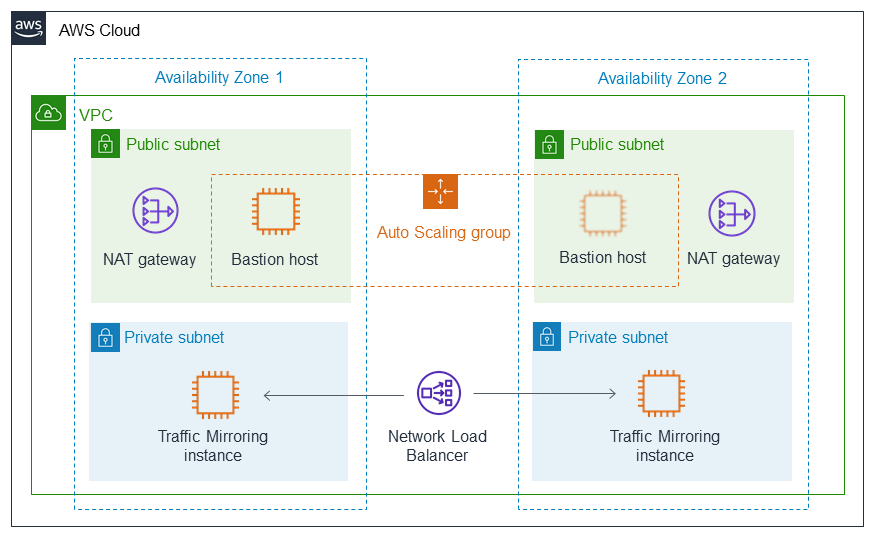 aws
AWS Cloud
Availability Zone 1
Availability Zone 2
VPC
Public subnet
Public subnet
Auto Scaling group
NAT gateway
Bastion host
Bastion host
NAT gateway
Private subnet
Private subnet
Traffic Mirroring
instance
Network Load
Balancer
Traffic Mirroring
instance